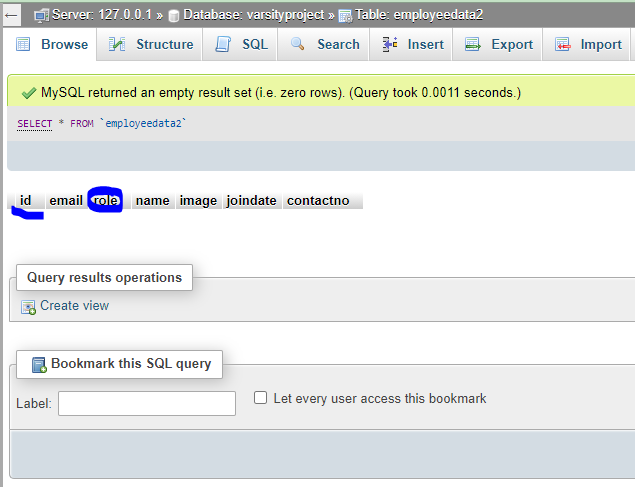 Server: 127.0.0.1 » Database: varsityproject » Table: employeedata2
Browse Structure SQL Search Insert Export Import
MySQL returned an empty result set (i.e. zero rows). (Query took 0.0011 seconds.)
SELECT * FROM `employeedata2`
id email role name image joindate contactno
Query results operations
Create view
Bookmark this SQL query
Label: Let every user access this bookmark